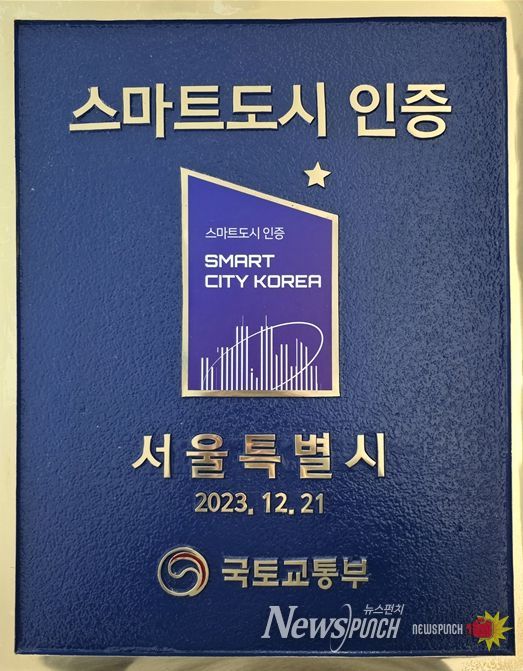 스마트도시 인증
스마트도시 인증
SMART
CITY KOREA
서울특별시
2023. 12. 21
국토교통부
뉴스펀치
NEWSPUNCH NEWSPUNCH